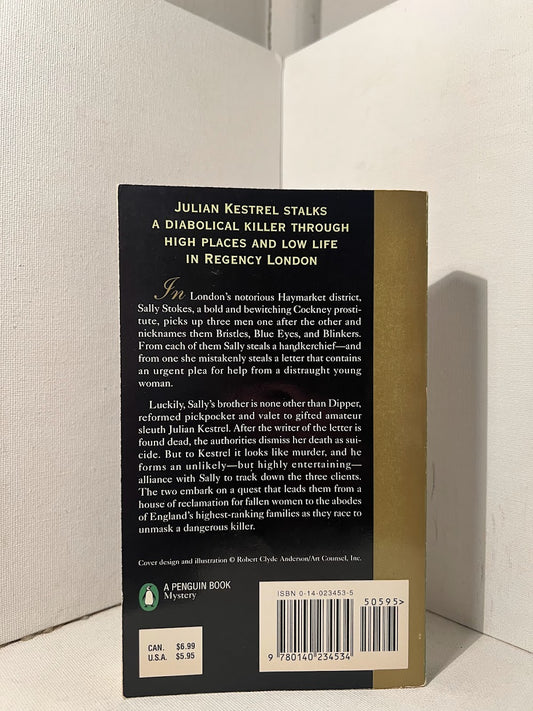 JULIAN KESTREL STALKS
A DIABOLICAL KILLER THROUGH
HIGH PLACES AND LOW LIFE
IN REGENCY LONDON
In London's notorious Haymarket district,
Sally Stokes, a bold and bewitching Cockney prosti-
tute, picks up three men one after the other and
nicknames them Bristles, Blue Eyes, and Blinkers.
From each of them Sally steals a handkerchief—and
from one she mistakenly steals a letter that contains
an urgent plea for help from a distraught young
woman.
Luckily, Sally's brother is none other than Dipper,
reformed pickpocket and valet to gifted amateur
sleuth Julian Kestrel. After the writer of the letter is
found dead, the authorities dismiss her death as sui-
cide. But to Kestrel it looks like murder, and he
forms an unlikely—but highly entertaining—
alliance with Sally to track down the three clients.
The two embark on a quest that leads them from a
house of reclamation for fallen women to the abodes
of England's highest-ranking families as they race to
unmask a dangerous killer.
Cover design and illustration © Robert Clyde Anderson/Art Counsel, Inc.
A PENGUIN BOOK
Mystery
CAN. $6.99
U.S.A. $5.95
ISBN 0-14-023453-5
50595>
9 780140 234534